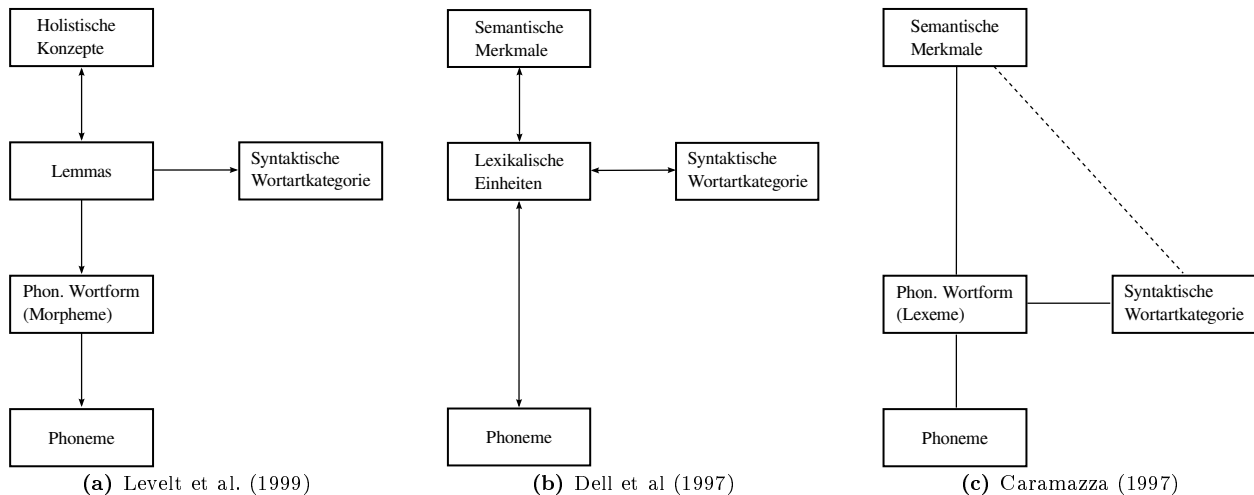 Holistische
Konzepte
Lemmas
Syntaktische
Wortartkategorie
Phon. Wortform
(Morpheme)
Phoneme
(a) Levelt et al. (1999)
Semantische
Merkmale
Lexikalische
Einheiten
Syntaktische
Wortartkategorie
Phoneme
(b) Dell et al (1997)
Semantische
Merkmale
Phon. Wortform
(Lexeme)
Syntaktische
Wortartkategorie
Phoneme
(c) Caramazza (1997)